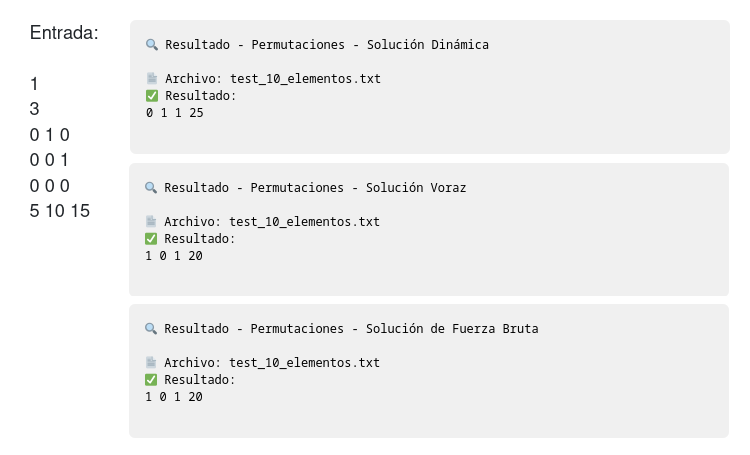 Entrada:
1
3
0 1 0
0 0 1
0 0 0
5 10 15
Resultado - Permutaciones - Solución Dinámica
Archivo: test_10_elementos.txt
Resultado:
0 1 1 25
Resultado - Permutaciones - Solución Voraz
Archivo: test_10_elementos.txt
Resultado:
1 0 1 20
Resultado - Permutaciones - Solución de Fuerza Bruta
Archivo: test_10_elementos.txt
Resultado:
1 0 1 20